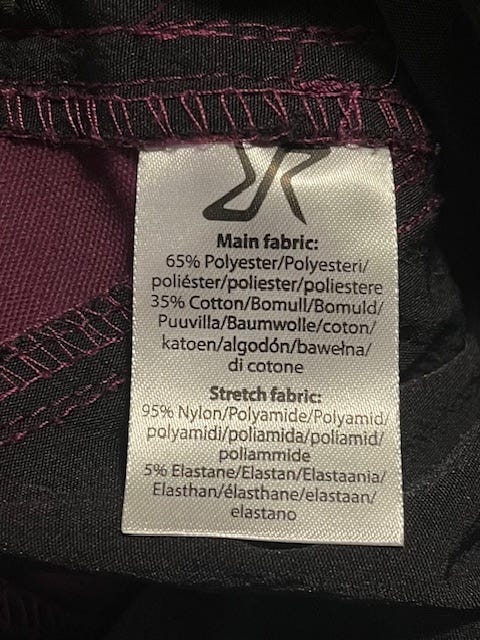 Main fabric:
65% Polyester/Polyesteri/
poliéster/poliester/poliestere
35% Cotton/Bomull/Bomuld/
Puuvilla/Baumwolle/coton/
katoen/algodón/bawełna/
di cotone
Stretch fabric:
95% Nylon/Polyamide/Polyamid/
polyamidi/poliamida/poliamid/
poliammide
5% Elastane/Elastan/Elastaania/
Elasthan/élasthane/elastaan/
elastano